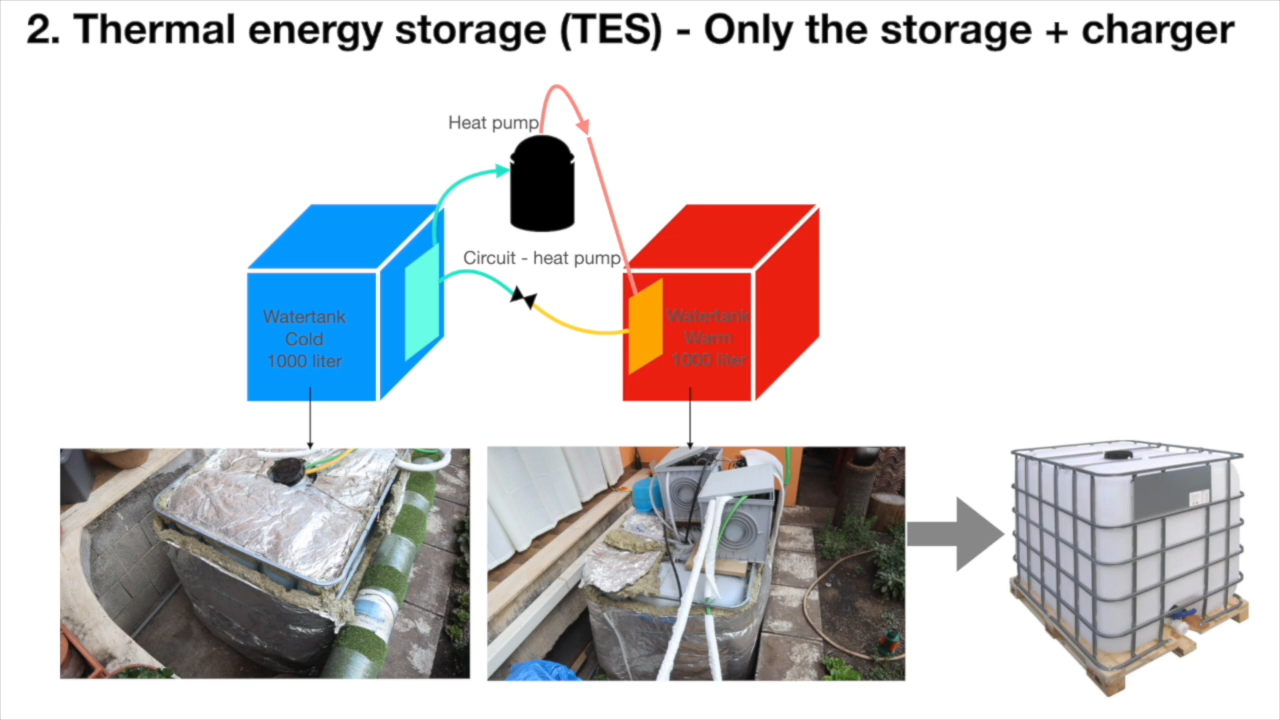 2. Thermal energy storage (TES) - Only the storage + charger
Heat pump
Circuit - heat pump
Watertank
Cold
1000 liter
Watertank
Warm
1000 liter